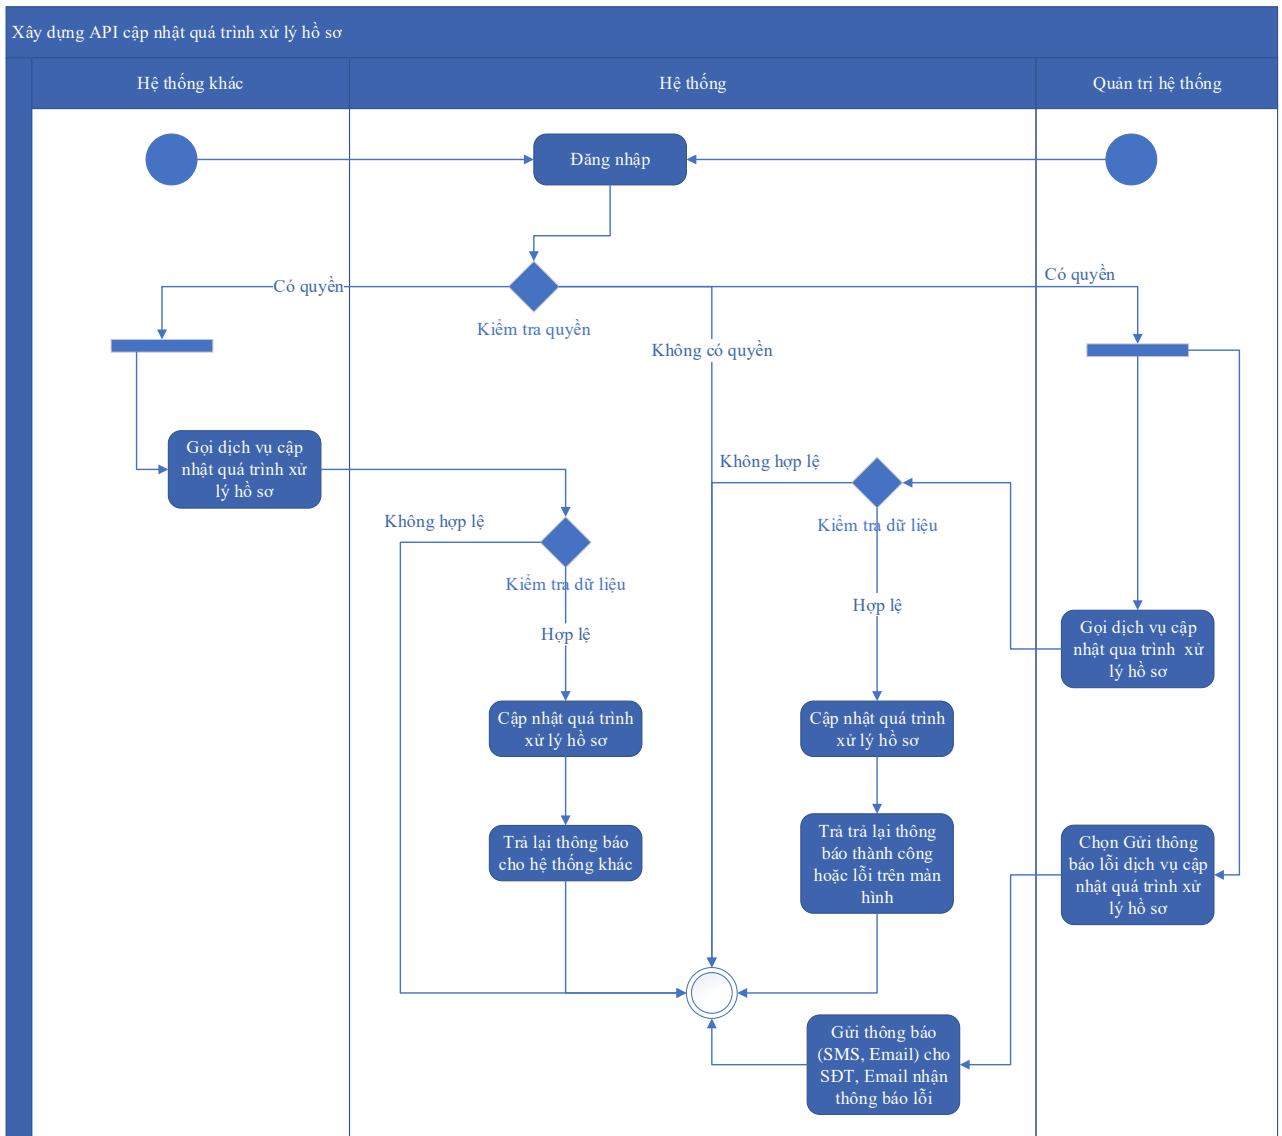 Xây dựng API cập nhật quá trình xử lý hồ sơ
Hệ thống khác
Hệ thống
Quản trị hệ thống
Đăng nhập
Có quyền
Có quyền
Kiểm tra quyền
Không có quyền
Gọi dịch vụ cập
nhật quá trình xử
lý hồ sơ
Không hợp lệ
Kiểm tra dữ liệu
Không hợp lệ
Kiểm tra dữ liệu
Hợp lệ
Hợp lệ
Gọi dịch vụ cập
nhật qua trình xử
lý hồ sơ
Cập nhật quá trình
xử lý hồ sơ
Cập nhật quá trình
xử lý hồ sơ
Trả lại thông báo
cho hệ thống khác
Trả trả lại thông
báo thành công
hoặc lỗi trên màn
hình
Chọn Gửi thông
báo lỗi dịch vụ cập
nhật quá trình xử
lý hồ sơ
Gửi thông báo
(SMS, Email) cho
SĐT, Email nhận
thông báo lỗi